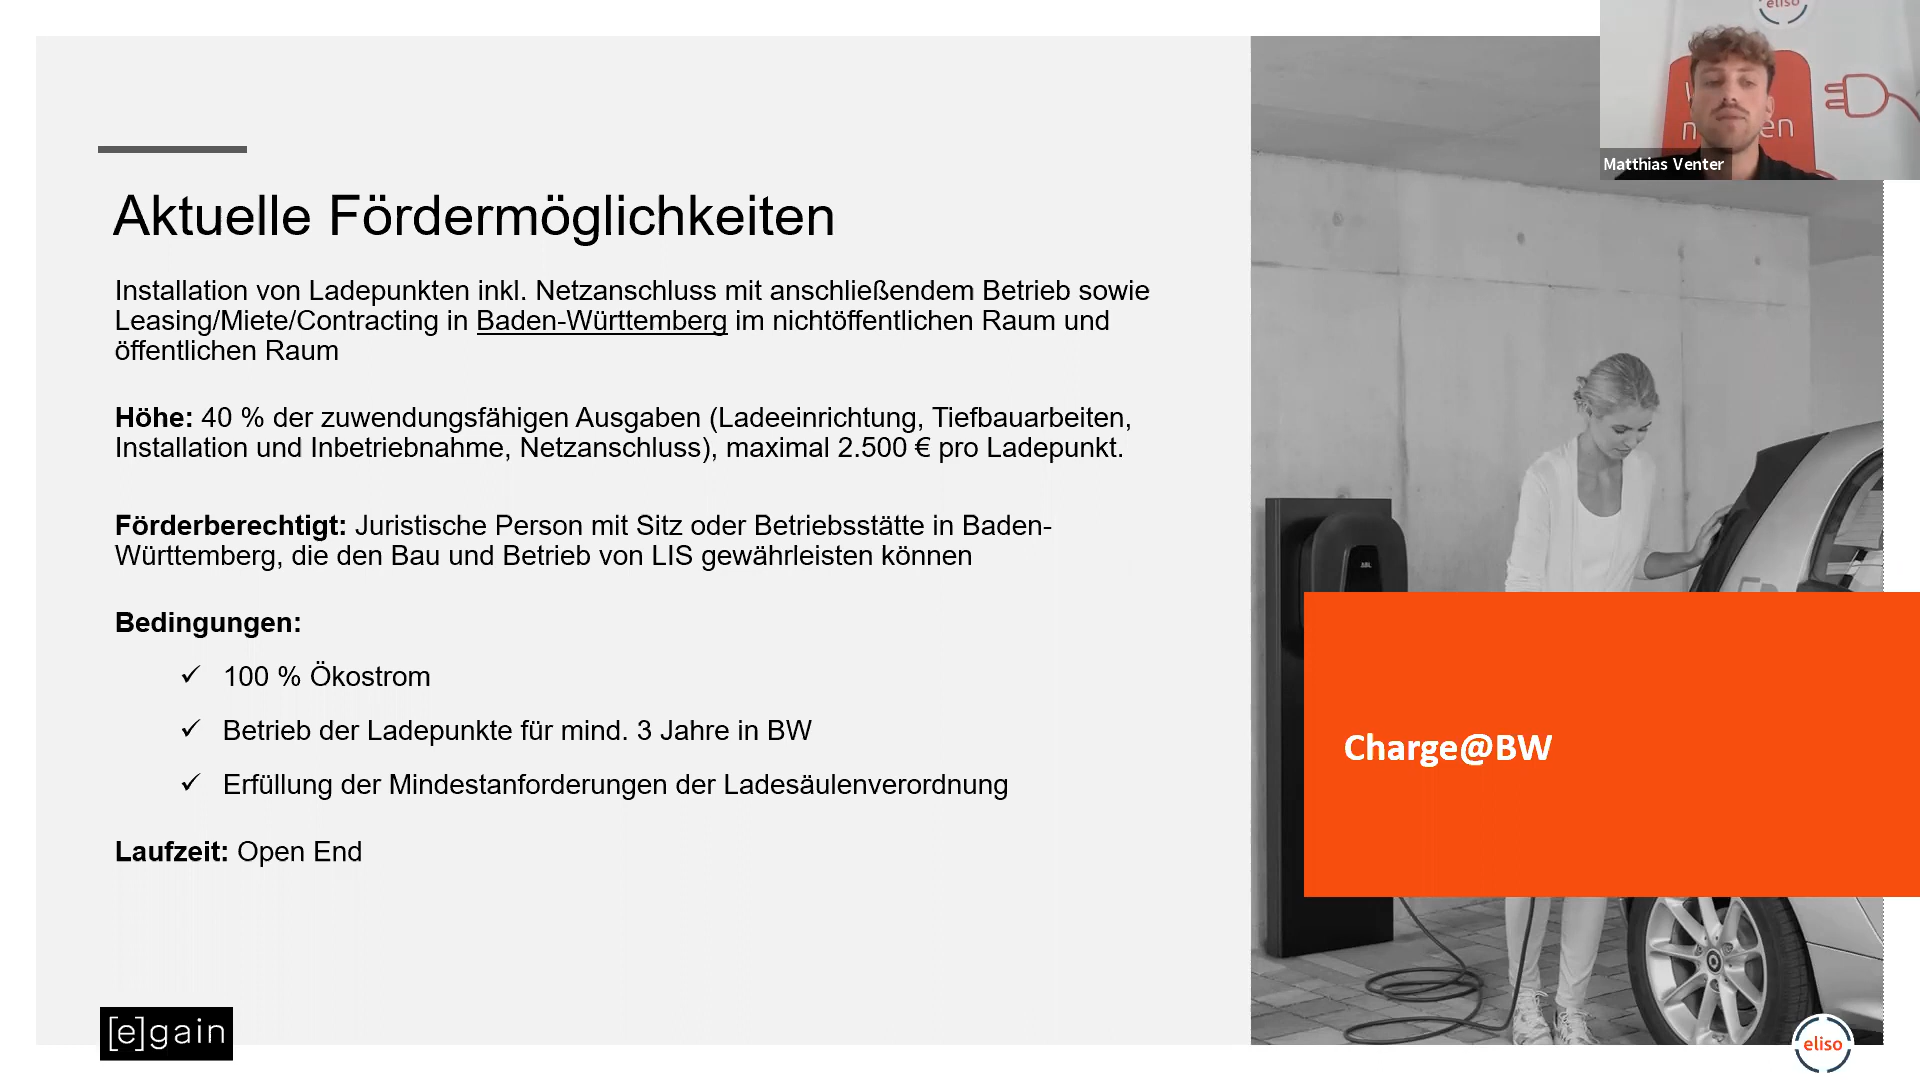 Aktuelle Fördermöglichkeiten
Installation von Ladepunkten inkl. Netzanschluss mit anschließendem Betrieb sowie
Leasing/Miete/Contracting in Baden-Württemberg im nichtöffentlichen Raum und
öffentlichen Raum
Höhe: 40 % der zuwendungsfähigen Ausgaben (Ladeeinrichtung, Tiefbauarbeiten,
Installation und Inbetriebnahme, Netzanschluss), maximal 2.500 € pro Ladepunkt.
Förderberechtigt: Juristische Person mit Sitz oder Betriebsstätte in Baden-
Württemberg, die den Bau und Betrieb von LIS gewährleisten können
Bedingungen:
✓ 100 % Ökostrom
✓ Betrieb der Ladepunkte für mind. 3 Jahre in BW
✓ Erfüllung der Mindestanforderungen der Ladesäulenverordnung
Laufzeit: Open End
[e]gain
eliso
Matthias Venter
ABL
Charge@BW
eliso